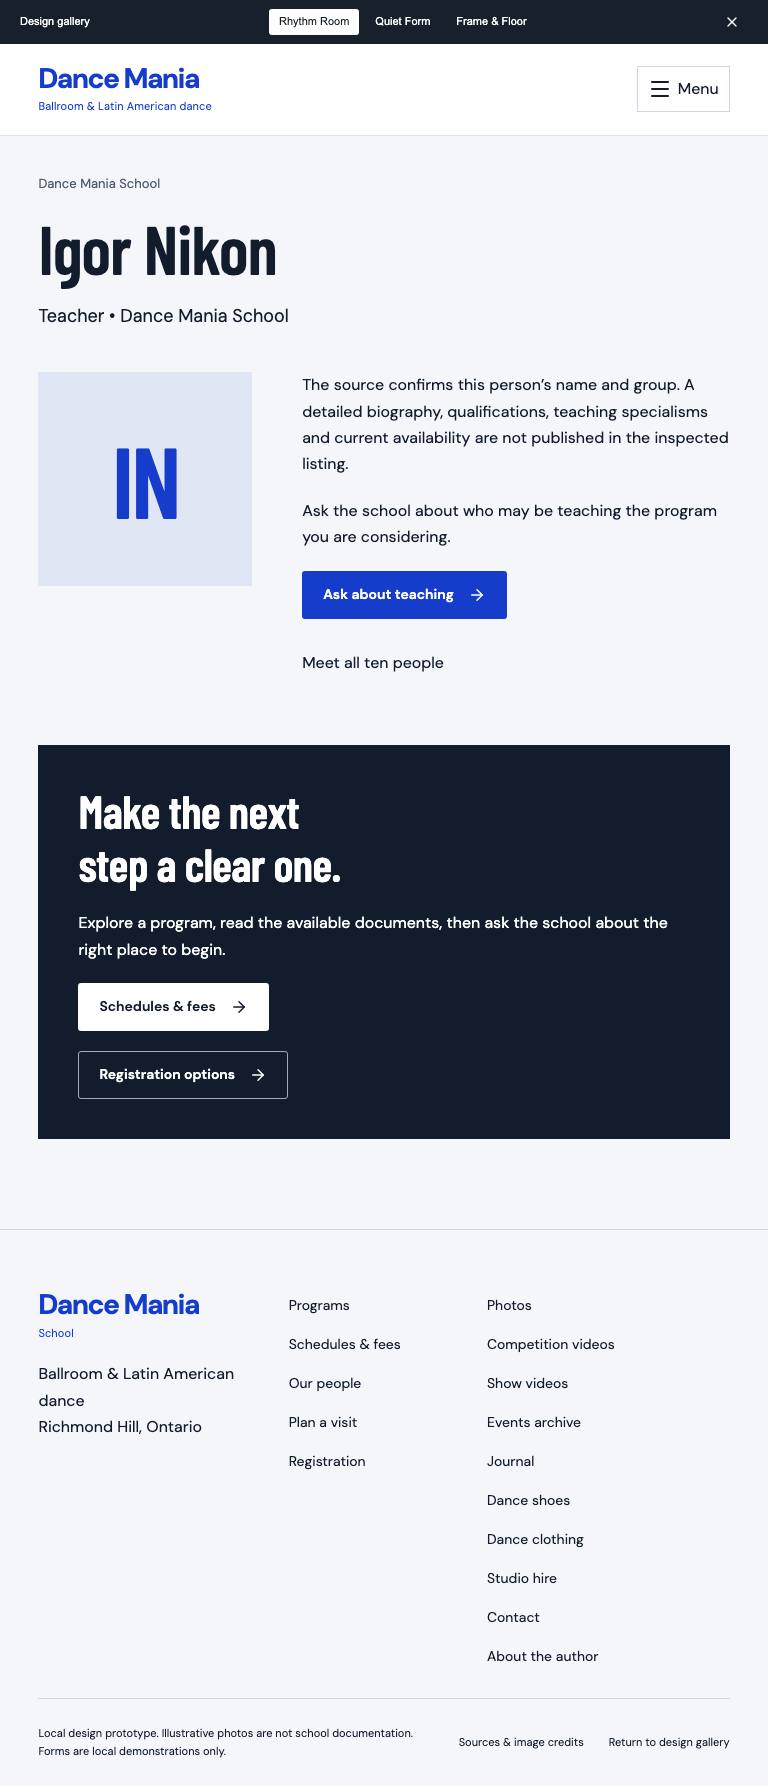 Design gallery
Rhythm Room
Quiet Form
Frame & Floor
Dance Mania
Ballroom & Latin American dance
Menu
Dance Mania School
Igor Nikon
Teacher • Dance Mania School
IN
The source confirms this person’s name and group. A
detailed biography, qualifications, teaching specialisms
and current availability are not published in the inspected
listing.
Ask the school about who may be teaching the program
you are considering.
Ask about teaching
Meet all ten people
Make the next
step a clear one.
Explore a program, read the available documents, then ask the school about the
right place to begin.
Schedules & fees
Registration options
Dance Mania
School
Ballroom & Latin American
dance
Richmond Hill, Ontario
Programs
Schedules & fees
Our people
Plan a visit
Registration
Photos
Competition videos
Show videos
Events archive
Journal
Dance shoes
Dance clothing
Studio hire
Contact
About the author
Local design prototype. Illustrative photos are not school documentation.
Forms are local demonstrations only.
Sources & image credits
Return to design gallery